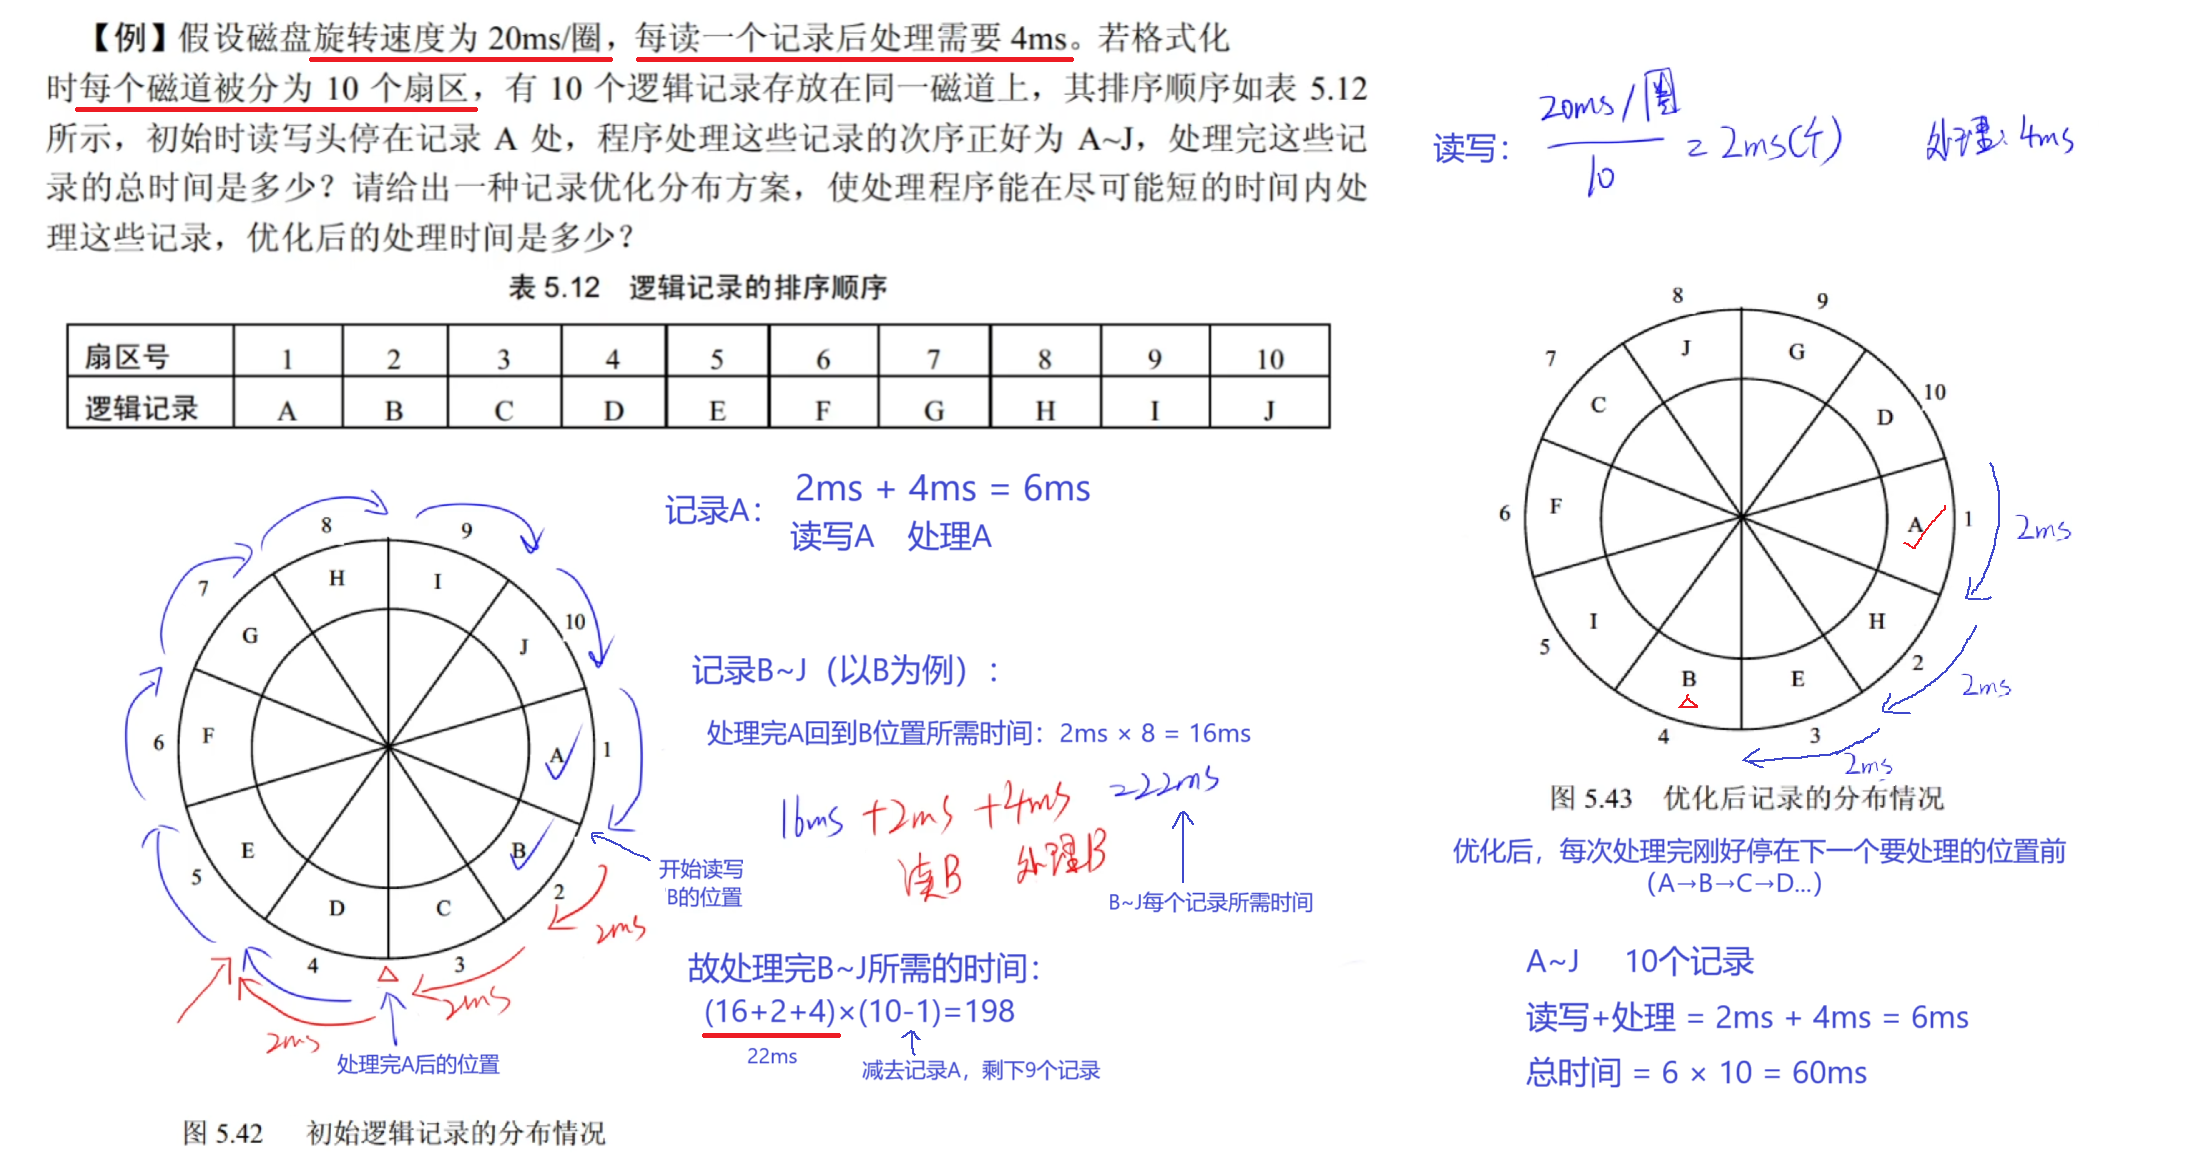 【例】假设磁盘旋转速度为 20ms/圈，每读一个记录后处理需要 4ms。若格式化
时每个磁道被分为 10 个扇区，有 10 个逻辑记录存放在同一磁道上，其排序顺序如表 5.12
所示，初始时读写头停在记录 A 处，程序处理这些记录的次序正好为 A~J，处理完这些记
录的总时间是多少？请给出一种记录优化分布方案，使处理程序能在尽可能短的时间内处
理这些记录，优化后的处理时间是多少？
表 5.12 逻辑记录的排序顺序
扇区号 1 2 3 4 5 6 7 8 9 10
逻辑记录 A B C D E F G H I J
读写： 20ms/圈
10
= 2ms(个)
处理: 4ms
8
9
7
H
I
10
G
J
6
F
A
1
E
B
5
D
C
2
4
3
2ms
2ms
2ms
开始读写
B的位置
处理完A后的位置
图 5.42 初始逻辑记录的分布情况
记录A： 2ms + 4ms = 6ms
读写A 处理A
记录B~J（以B为例）：
处理完A回到B位置所需时间：2ms × 8 = 16ms
16ms +2ms +4ms =22ms
读B 处理B
B~J每个记录所需时间
故处理完B~J所需的时间：
(16+2+4)×(10-1)=198
22ms
减去记录A，剩下9个记录
8
9
7
J
G
10
C
D
6
F
A
1
2ms
I
H
5
B
E
2
2ms
4
3
2ms
图 5.43 优化后记录的分布情况
优化后，每次处理完刚好停在下一个要处理的位置前
(A→B→C→D...)
A~J 10个记录
读写+处理 = 2ms + 4ms = 6ms
总时间 = 6 × 10 = 60ms